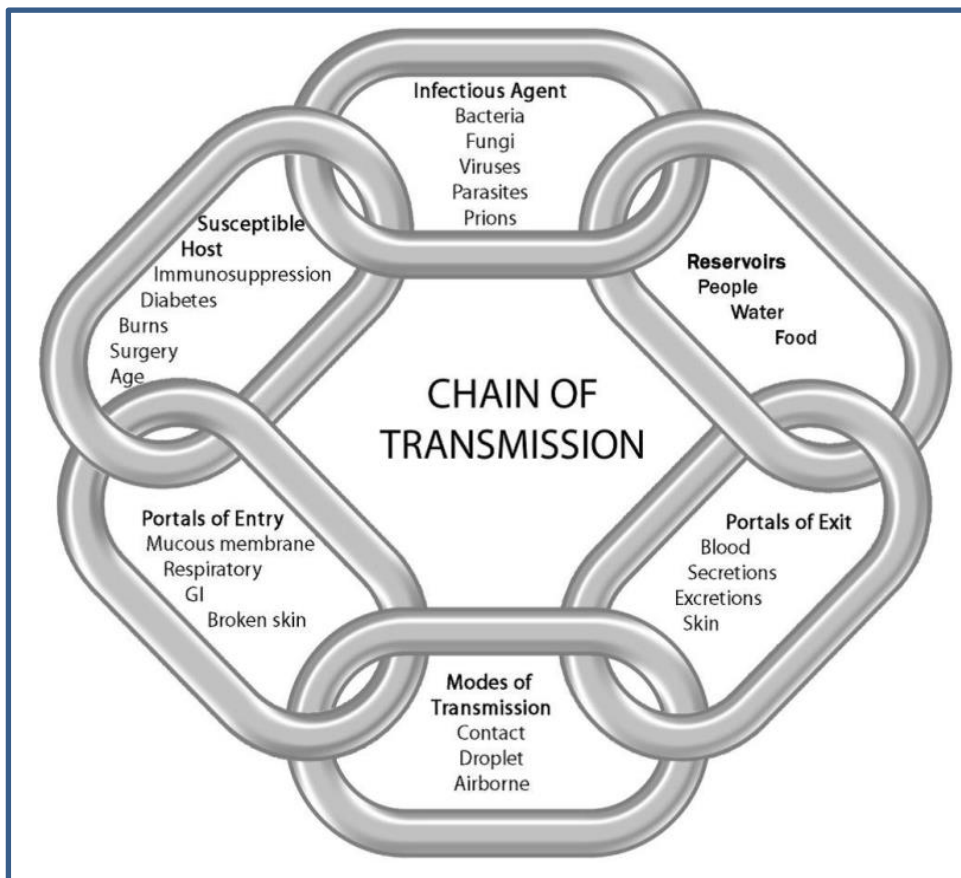 Infectious Agent
Bacteria
Fungi
Viruses
Parasites
Prions
Reservoirs
People
Water
Food
Portals of Exit
Blood
Secretions
Excretions
Skin
Modes of
Transmission
Contact
Droplet
Airborne
Portals of Entry
Mucous membrane
Respiratory
GI
Broken skin
Susceptible
Host
Immunosuppression
Diabetes
Burns
Surgery
Age
CHAIN OF
TRANSMISSION